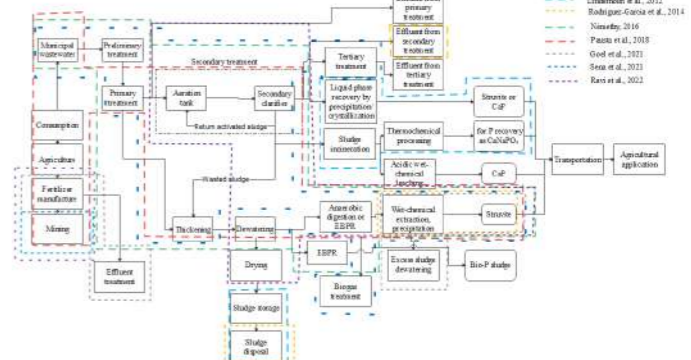 primary
treatment
Effluent from
secondary
treatment
Effluent from
tertiary
treatment
Rodriguez-Garcia et al., 2014
Niméthy, 2016
Pausta et al., 2018
Goel et al., 2021
Sena et al., 2021
Ravi et al., 2022
Municipal
wastewater
Preliminary
treatment
Secondary treatment
Tertiary
treatment
Primary
treatment
Aeration
tank
Secondary
clarifier
Liquid phase
recovery by
precipitation/
crystallization
Struvite or
CaP
Return activated sludge
Consumption
Sludge
incineration
Thermochemical
processing
for P recovery
as CaNaPO₄
Transportation
Agricultural
application
Agriculture
Acidic wet-
chemical
leaching
CaP
Fertilizer
manufacture
Wasted sludge
Mining
Thickening
Dewatering
Anaerobic
digestion or
EBPR
Wet-chemical
extraction,
precipitation
Struvite
Effluent
treatment
Drying
EBPR
Excess sludge
dewatering
Bio-P sludge
Biogas
treatment
Sludge storage
Sludge
disposal